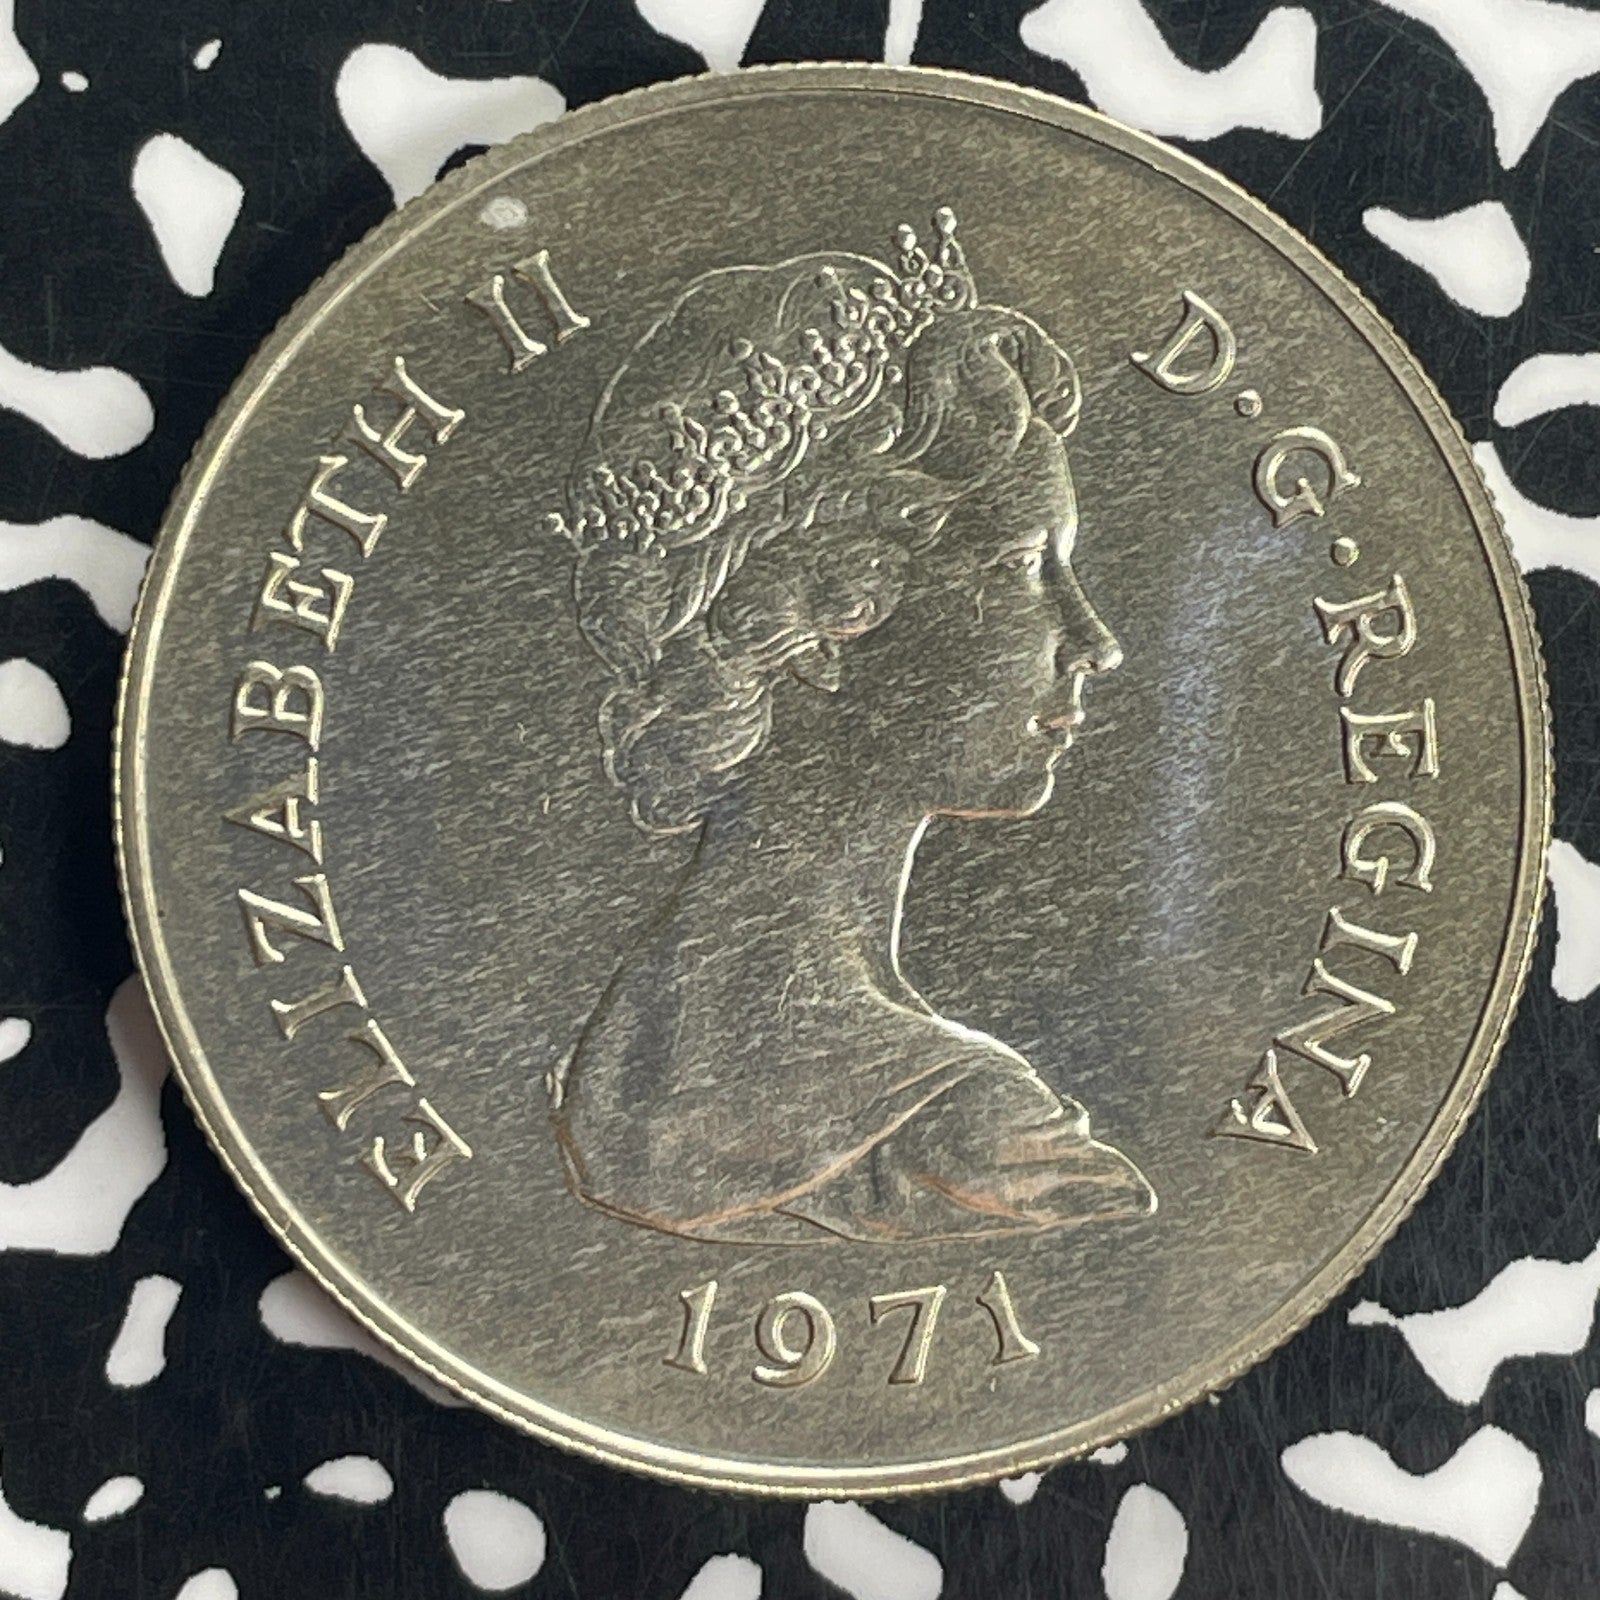 ELIZABETH II D.G.REGINA
1971